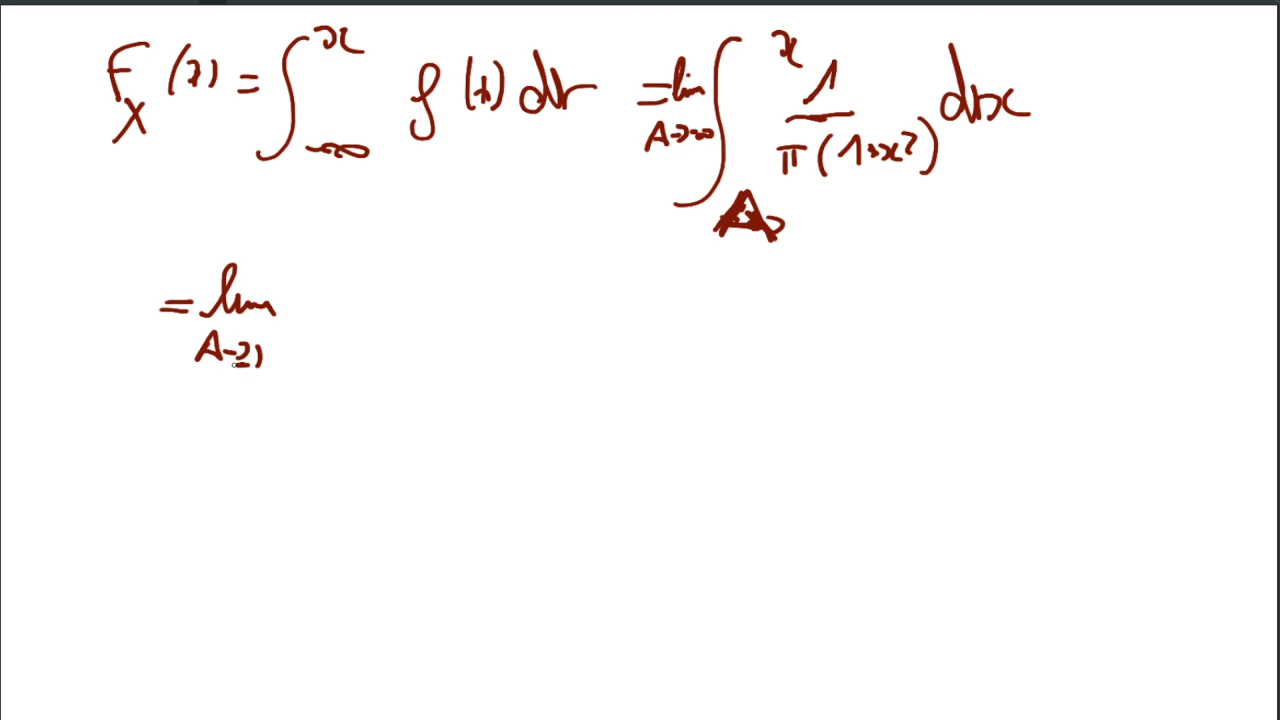 F_X(x) = ∫_{-∞}^{x} f(t) dt = lim_{A→-∞} ∫_{A}^{x} 1/(π(1+x²)) dx
= lim_{A→}